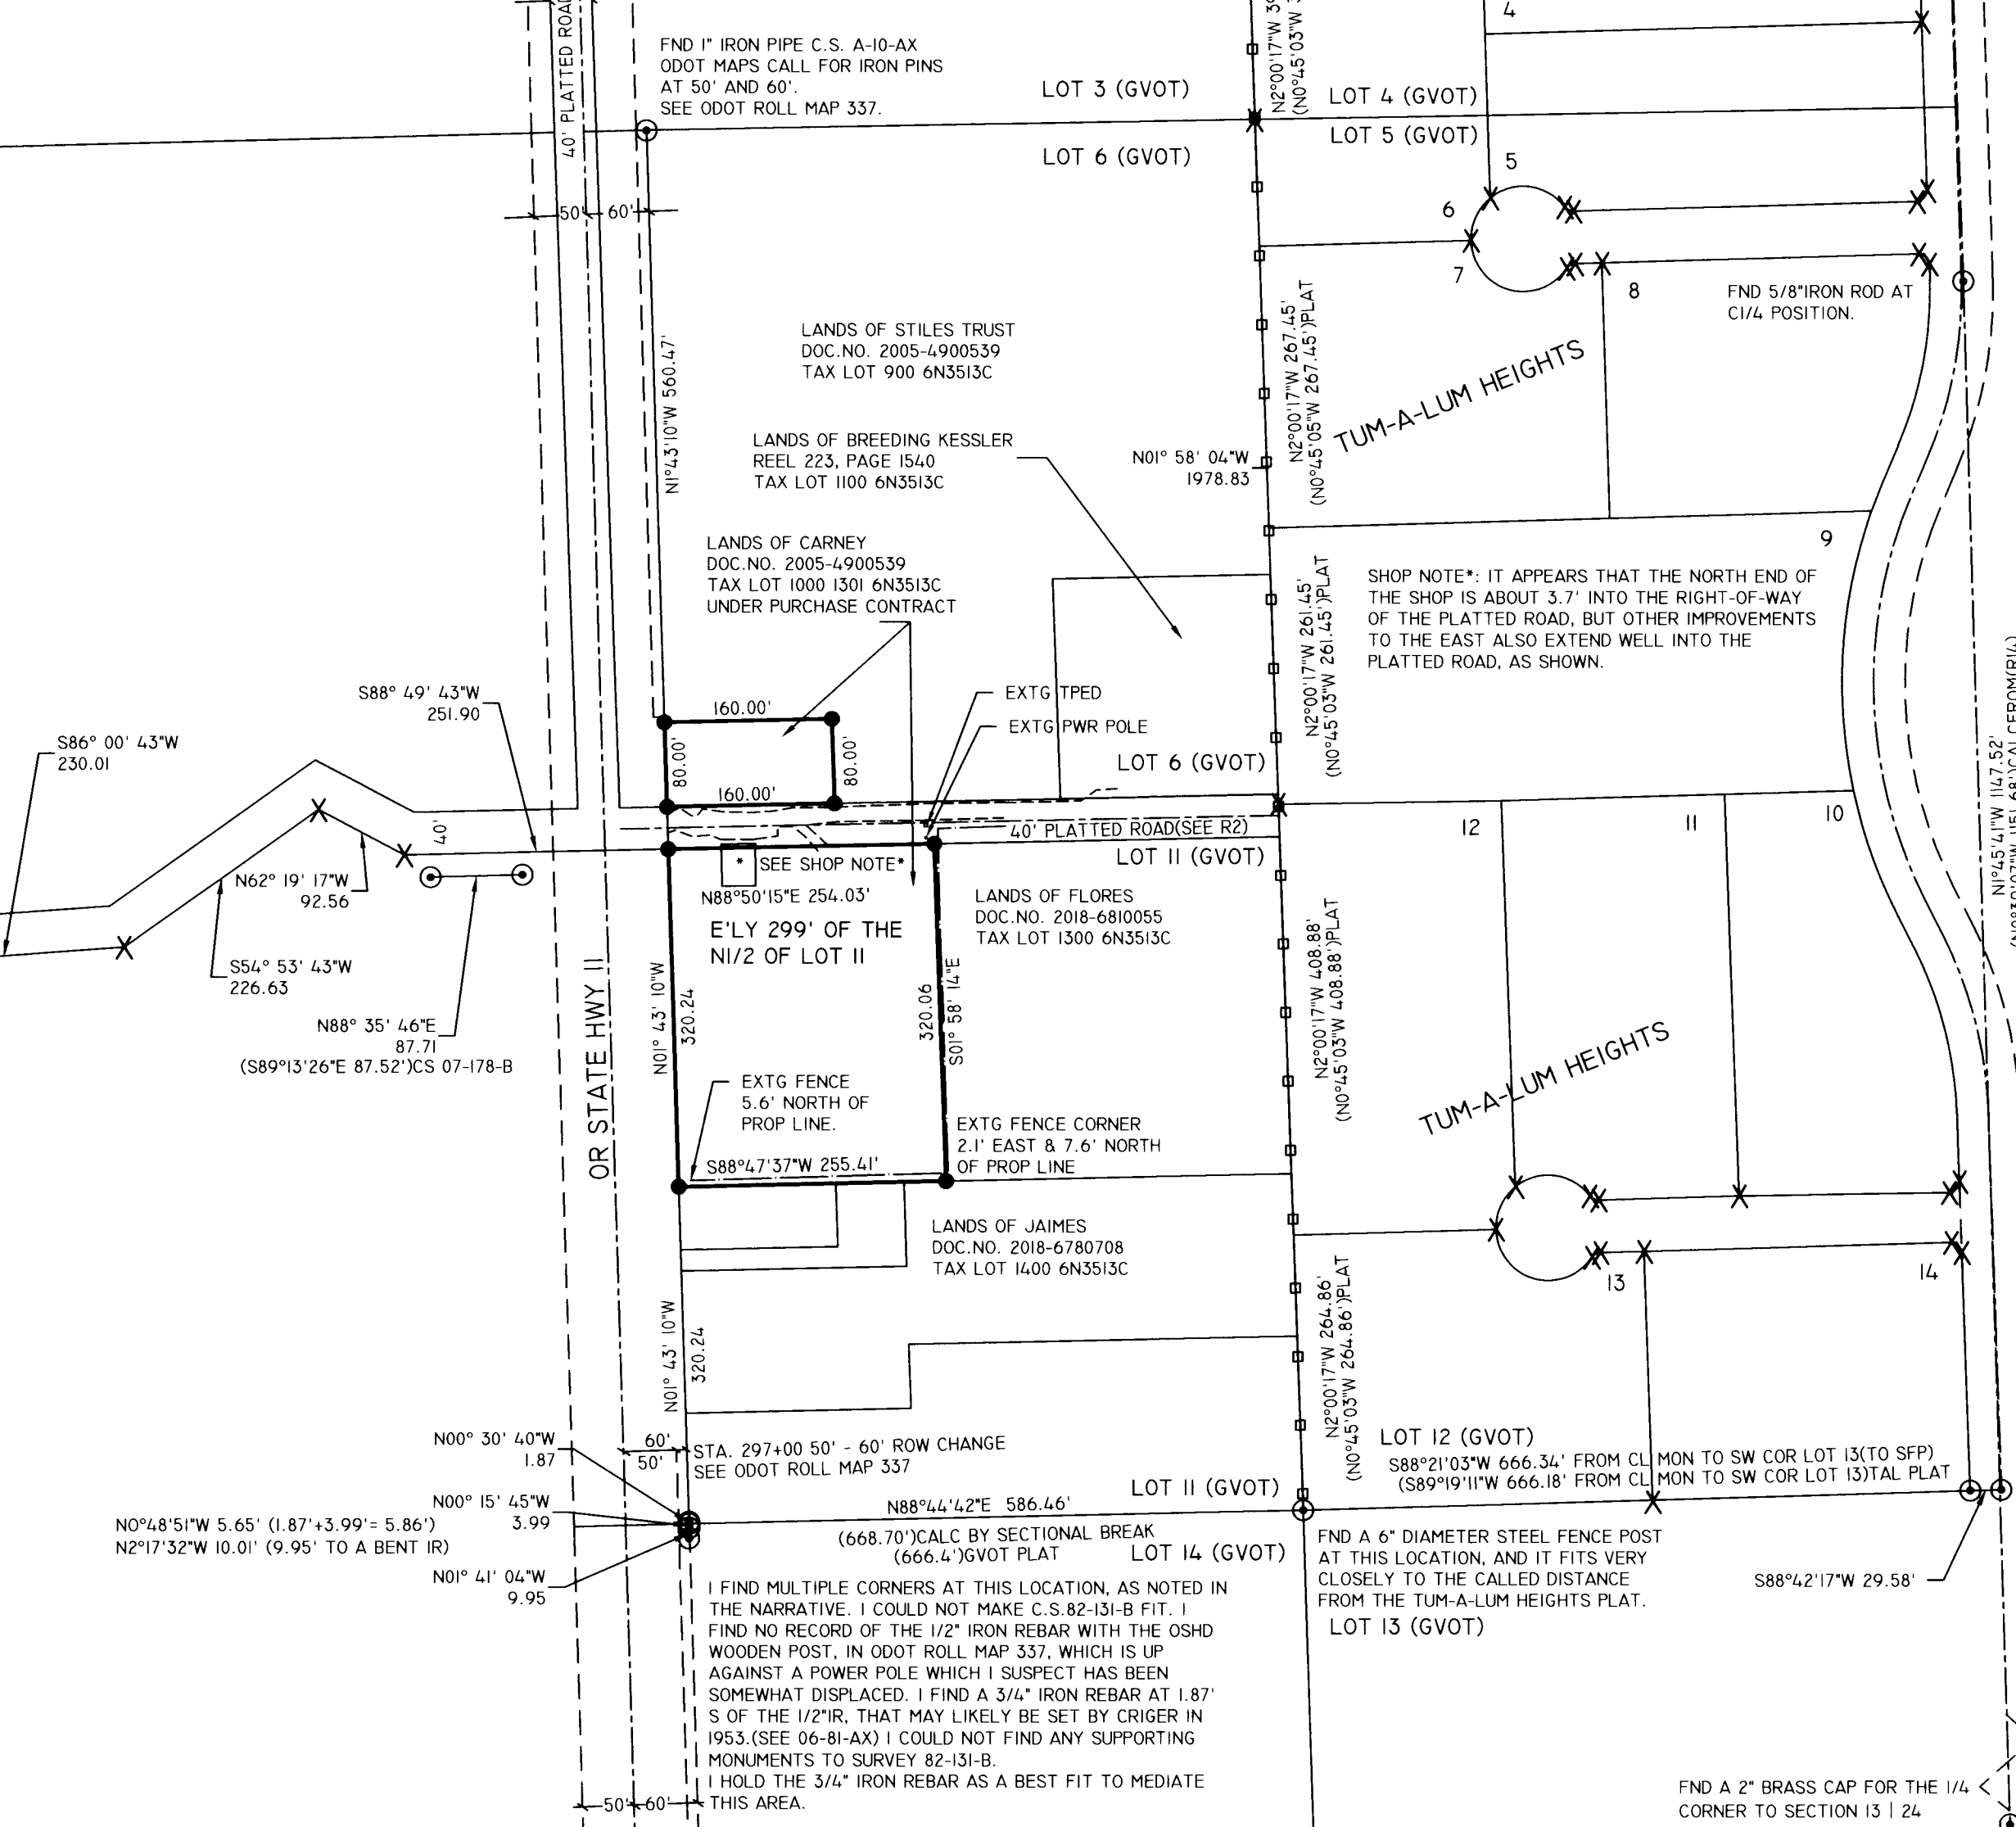 40' PLATTED ROAD
FND 1" IRON PIPE C.S. A-10-AX
ODOT MAPS CALL FOR IRON PINS
AT 50' AND 60'.
SEE ODOT ROLL MAP 337.
LOT 3 (GVOT)
LOT 6 (GVOT)
N2°00'17"W
(N0°45'03"W
LOT 4 (GVOT)
LOT 5 (GVOT)
4
5
6
7
8
50'
60'
FND 5/8"IRON ROD AT
C1/4 POSITION.
N1°43'10"W 560.47'
LANDS OF STILES TRUST
DOC.NO. 2005-4900539
TAX LOT 900 6N3513C
N2°00'17"W 267.45'
(N0°45'05"W 267.45')PLAT
TUM-A-LUM HEIGHTS
LANDS OF BREEDING KESSLER
REEL 223, PAGE 1540
TAX LOT 1100 6N3513C
N01° 58' 04"W
1978.83
LANDS OF CARNEY
DOC.NO. 2005-4900539
TAX LOT 1000 1301 6N3513C
UNDER PURCHASE CONTRACT
9
SHOP NOTE*: IT APPEARS THAT THE NORTH END OF
THE SHOP IS ABOUT 3.7' INTO THE RIGHT-OF-WAY
OF THE PLATTED ROAD, BUT OTHER IMPROVEMENTS
TO THE EAST ALSO EXTEND WELL INTO THE
PLATTED ROAD, AS SHOWN.
N2°00'17"W 261.45'
(N0°45'03"W 261.45')PLAT
S88° 49' 43"W
251.90
160.00'
EXTG TPED
EXTG PWR POLE
S86° 00' 43"W
230.01
80.00'
80.00'
LOT 6 (GVOT)
N1°45'41"W 1147.52'
160.00'
40'
40' PLATTED ROAD(SEE R2)
12
11
10
LOT 11 (GVOT)
* SEE SHOP NOTE*
N62° 19' 17"W
92.56
N88°50'15"E 254.03'
LANDS OF FLORES
DOC.NO. 2018-6810055
TAX LOT 1300 6N3513C
E'LY 299' OF THE
N1/2 OF LOT 11
S54° 53' 43"W
226.63
N2°00'17"W 408.88'
(N0°45'03"W 408.88')PLAT
OR STATE HWY 11
N01° 43' 10"W
320.24
320.06
S01° 58' 14"E
N88° 35' 46"E
87.71
(S89°13'26"E 87.52')CS 07-178-B
TUM-A-LUM HEIGHTS
EXTG FENCE
5.6' NORTH OF
PROP LINE.
EXTG FENCE CORNER
2.1' EAST & 7.6' NORTH
OF PROP LINE
S88°47'37"W 255.41'
LANDS OF JAIMES
DOC.NO. 2018-6780708
TAX LOT 1400 6N3513C
13
14
N01° 43' 10"W
320.24
N2°00'17"W 264.86'
(N0°45'03"W 264.86')PLAT
N00° 30' 40"W
1.87
60'
50'
STA. 297+00 50' - 60' ROW CHANGE
SEE ODOT ROLL MAP 337
LOT 12 (GVOT)
S88°21'03"W 666.34' FROM CL MON TO SW COR LOT 13(TO SFP)
(S89°19'11"W 666.18' FROM CL MON TO SW COR LOT 13)TAL PLAT
LOT 11 (GVOT)
N00° 15' 45"W
3.99
N88°44'42"E 586.46'
N0°48'51"W 5.65' (1.87'+3.99'= 5.86')
N2°17'32"W 10.01' (9.95' TO A BENT IR)
(668.70')CALC BY SECTIONAL BREAK
(666.4')GVOT PLAT
LOT 14 (GVOT)
FND A 6" DIAMETER STEEL FENCE POST
AT THIS LOCATION, AND IT FITS VERY
CLOSELY TO THE CALLED DISTANCE
FROM THE TUM-A-LUM HEIGHTS PLAT.
LOT 13 (GVOT)
N01° 41' 04"W
9.95
S88°42'17"W 29.58'
I FIND MULTIPLE CORNERS AT THIS LOCATION, AS NOTED IN
THE NARRATIVE. I COULD NOT MAKE C.S.82-131-B FIT. I
FIND NO RECORD OF THE 1/2" IRON REBAR WITH THE OSHD
WOODEN POST, IN ODOT ROLL MAP 337, WHICH IS UP
AGAINST A POWER POLE WHICH I SUSPECT HAS BEEN
SOMEWHAT DISPLACED. I FIND A 3/4" IRON REBAR AT 1.87'
S OF THE 1/2"IR, THAT MAY LIKELY BE SET BY CRIGER IN
1953.(SEE 06-81-AX) I COULD NOT FIND ANY SUPPORTING
MONUMENTS TO SURVEY 82-131-B.
I HOLD THE 3/4" IRON REBAR AS A BEST FIT TO MEDIATE
THIS AREA.
50'
60'
FND A 2" BRASS CAP FOR THE 1/4
CORNER TO SECTION 13 | 24